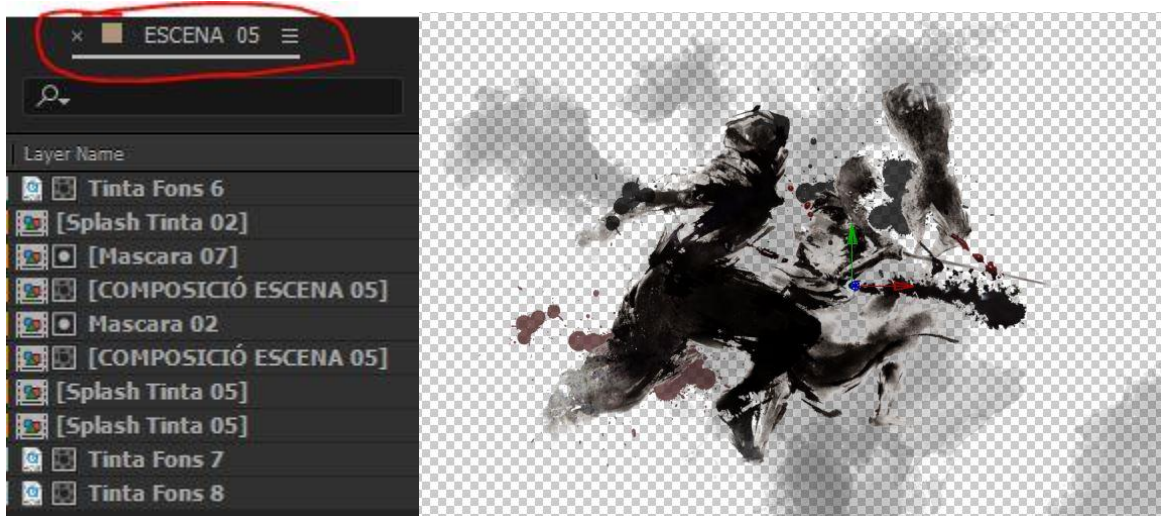 × ESCENA 05 ≡
Layer Name
Tinta Fons 6
[Splash Tinta 02]
[Mascara 07]
[COMPOSICIÓ ESCENA 05]
Mascara 02
[COMPOSICIÓ ESCENA 05]
[Splash Tinta 05]
[Splash Tinta 05]
Tinta Fons 7
Tinta Fons 8